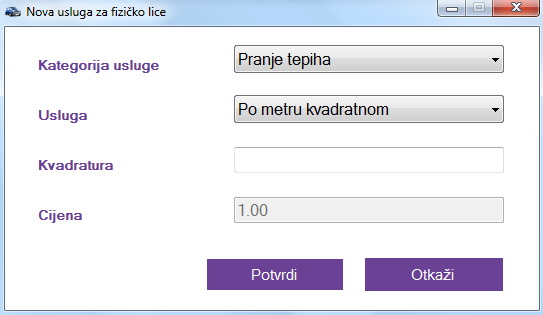 Nova usluga za fizičko lice
Kategorija usluge
Pranje tepiha
Usluga
Po metru kvadratnom
Kvadratura
Cijena
1.00
Potvrdi
Otkaži